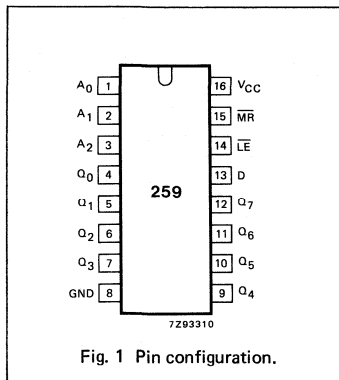 A0 1 16 VCC
A1 2 15 MR
A2 3 14 LE
Q0 4 13 D
259
Q1 5 12 Q7
Q2 6 11 Q6
Q3 7 10 Q5
GND 8 9 Q4
7Z93310
Fig. 1 Pin configuration.